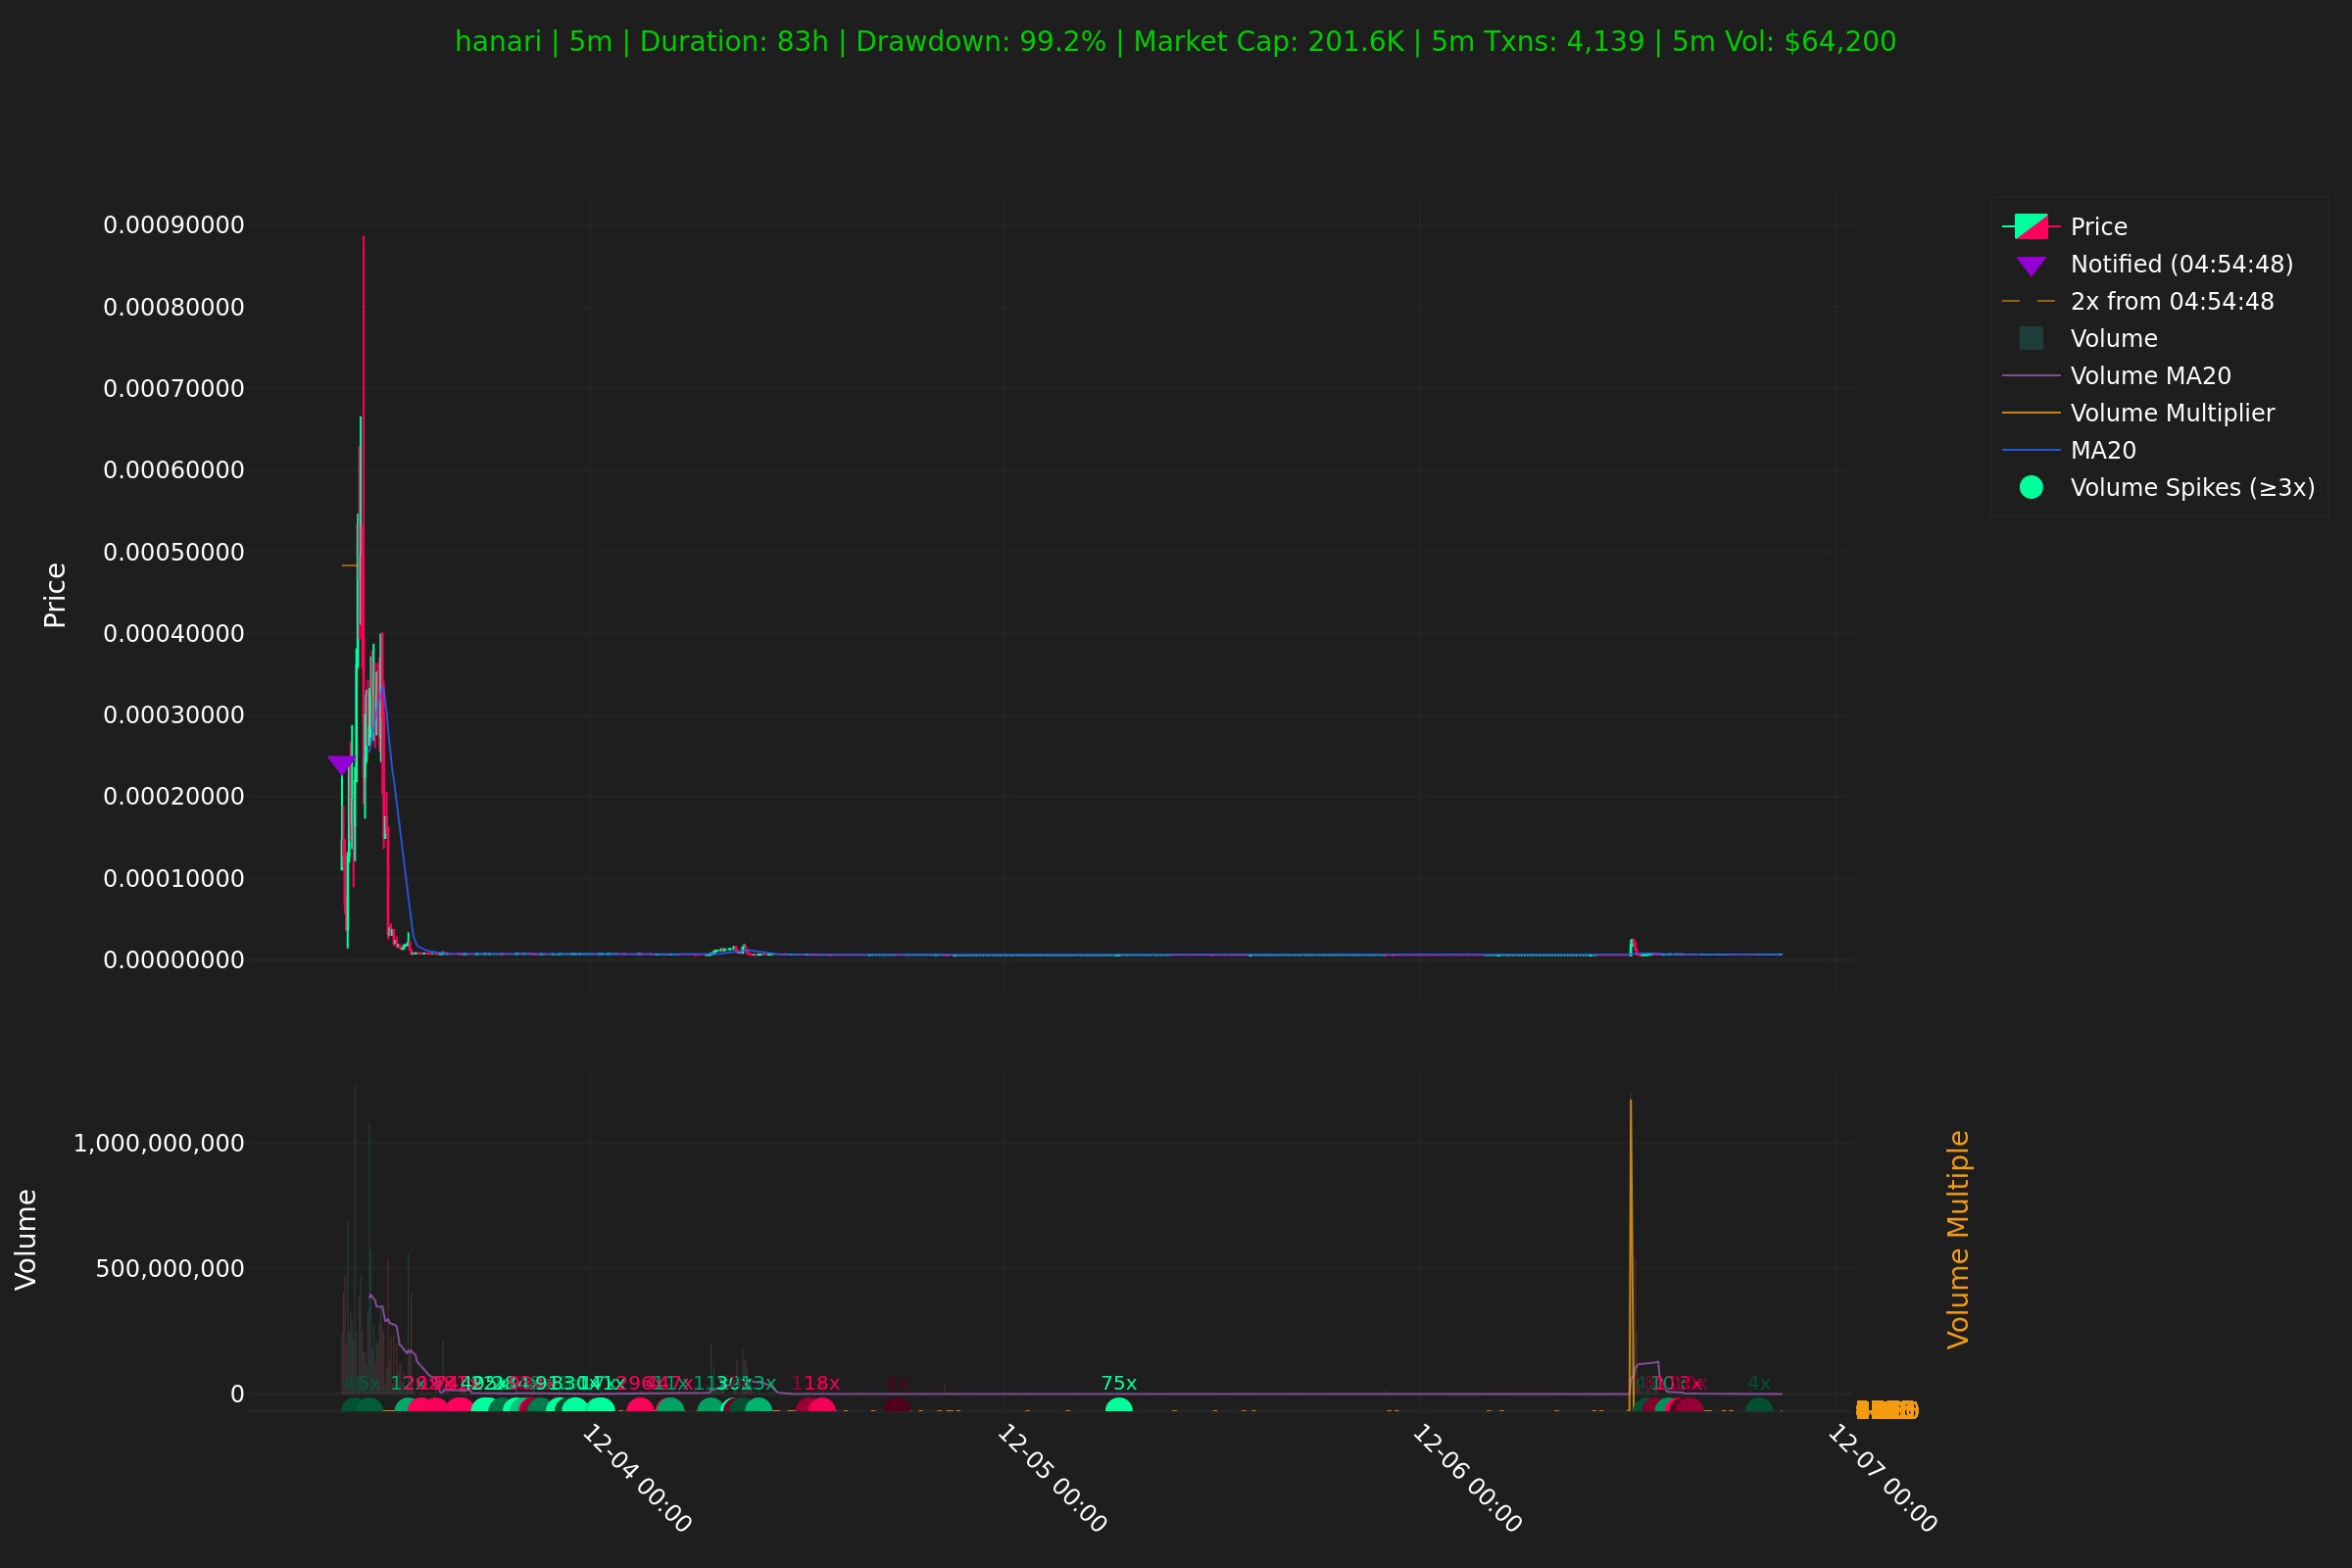 hanari | 5m | Duration: 83h | Drawdown: 99.2% | Market Cap: 201.6K | 5m Txns: 4,139 | 5m Vol: $64,200
Price
0.00090000
0.00080000
0.00070000
0.00060000
0.00050000
0.00040000
0.00030000
0.00020000
0.00010000
0.00000000
Price
Notified (04:54:48)
2x from 04:54:48
Volume
Volume MA20
Volume Multiplier
MA20
Volume Spikes (≥3x)
Volume
1,000,000,000
500,000,000
0
Volume Multiple
75x
4x
12-04 00:00
12-05 00:00
12-06 00:00
12-07 00:00